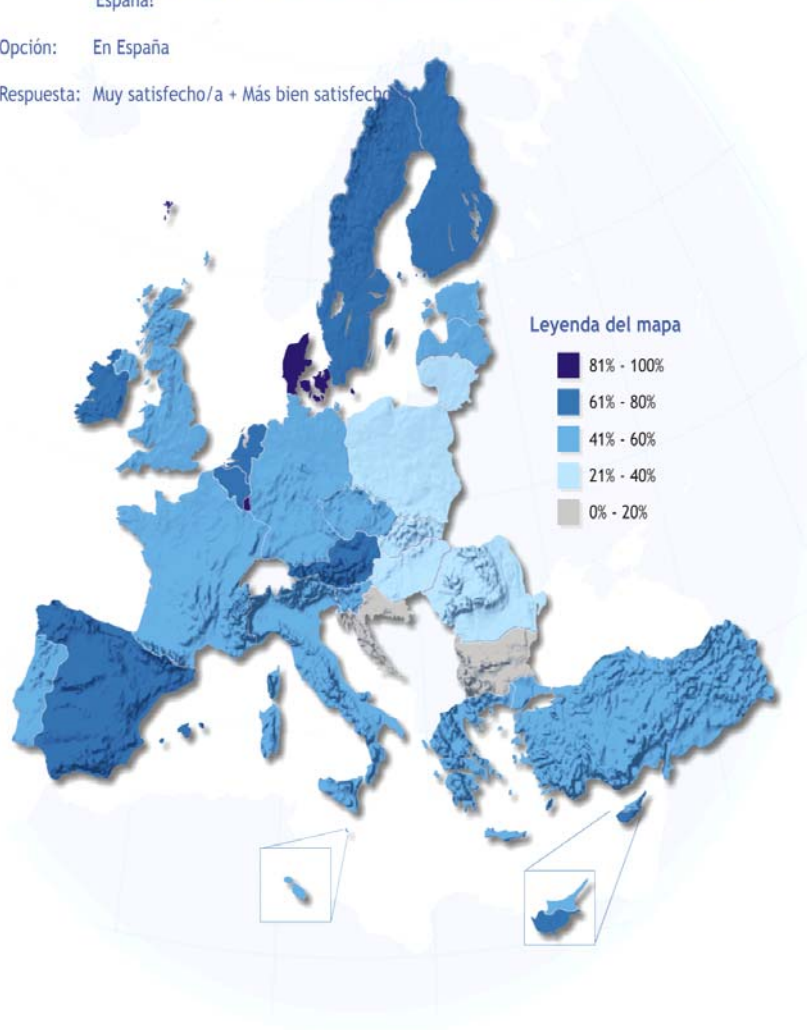 España?
Opción: En España
Respuesta: Muy satisfecho/a + Más bien satisfecho
Leyenda del mapa
81% - 100%
61% - 80%
41% - 60%
21% - 40%
0% - 20%